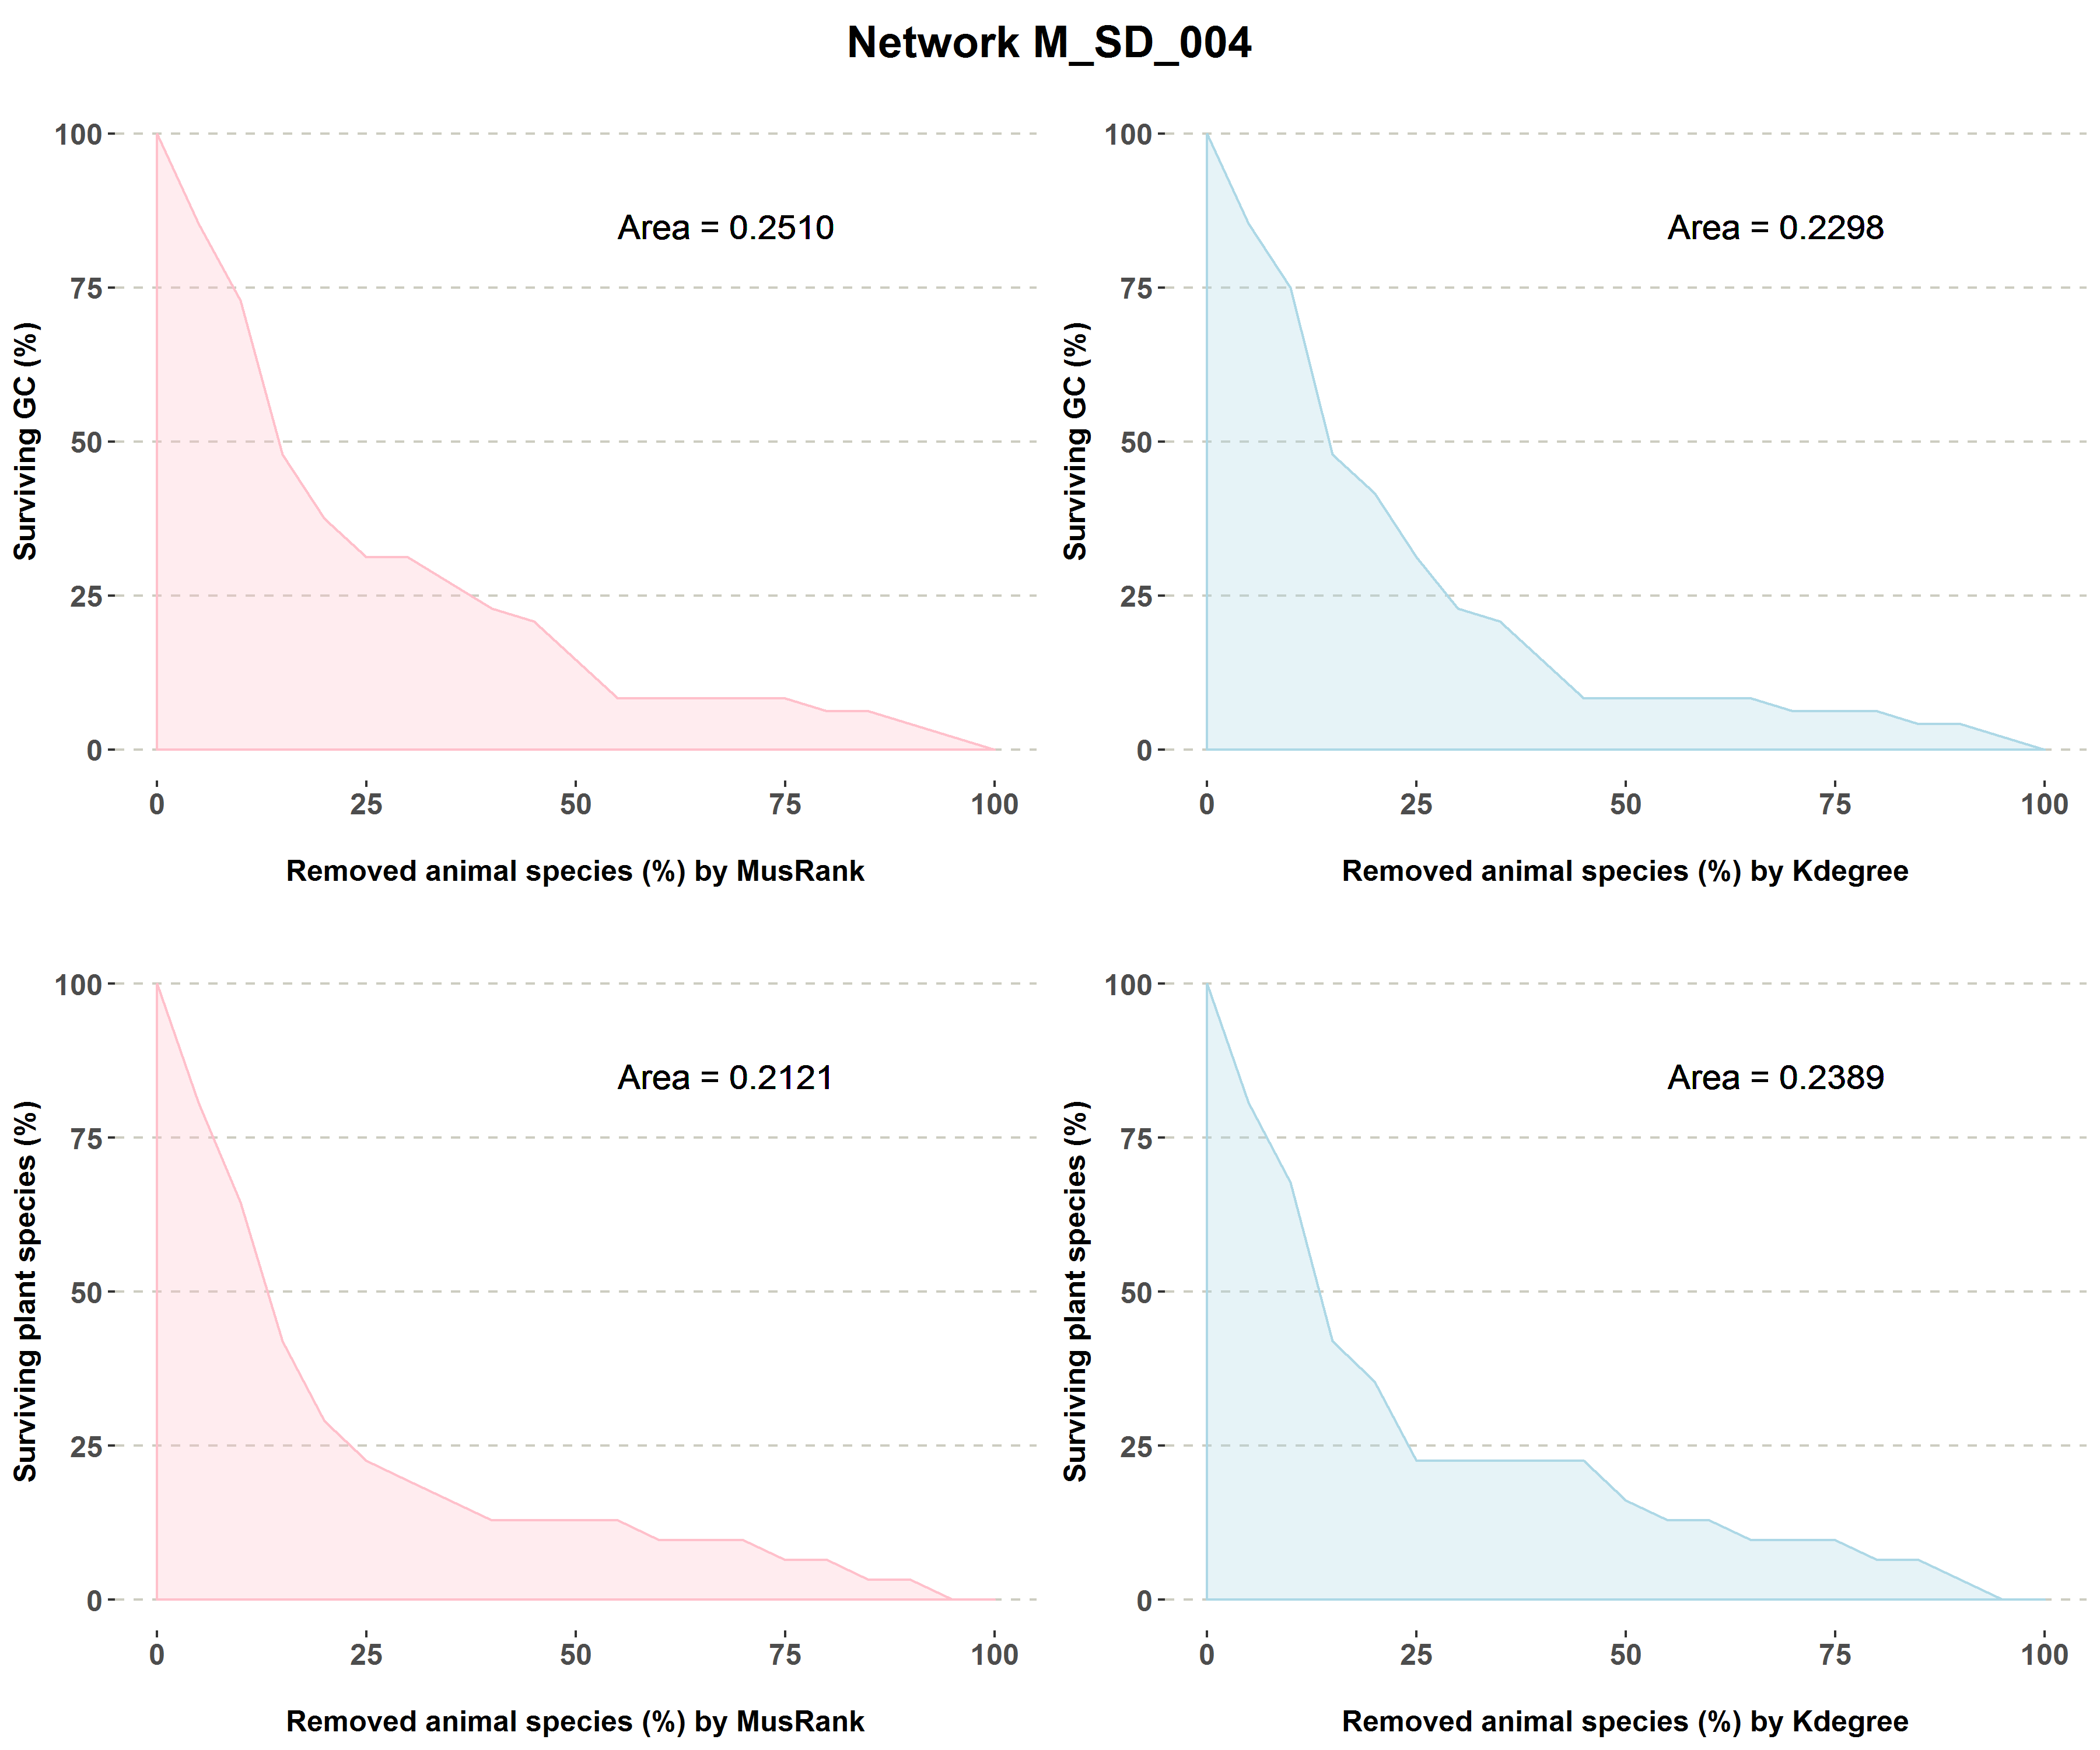 Network M_SD_004
Surviving GC (%)
100
75
50
25
0
Area = 0.2510
0 25 50 75 100
Removed animal species (%) by MusRank
Surviving GC (%)
100
75
50
25
0
Area = 0.2298
0 25 50 75 100
Removed animal species (%) by Kdegree
Surviving plant species (%)
100
75
50
25
0
Area = 0.2121
0 25 50 75 100
Removed animal species (%) by MusRank
Surviving plant species (%)
100
75
50
25
0
Area = 0.2389
0 25 50 75 100
Removed animal species (%) by Kdegree